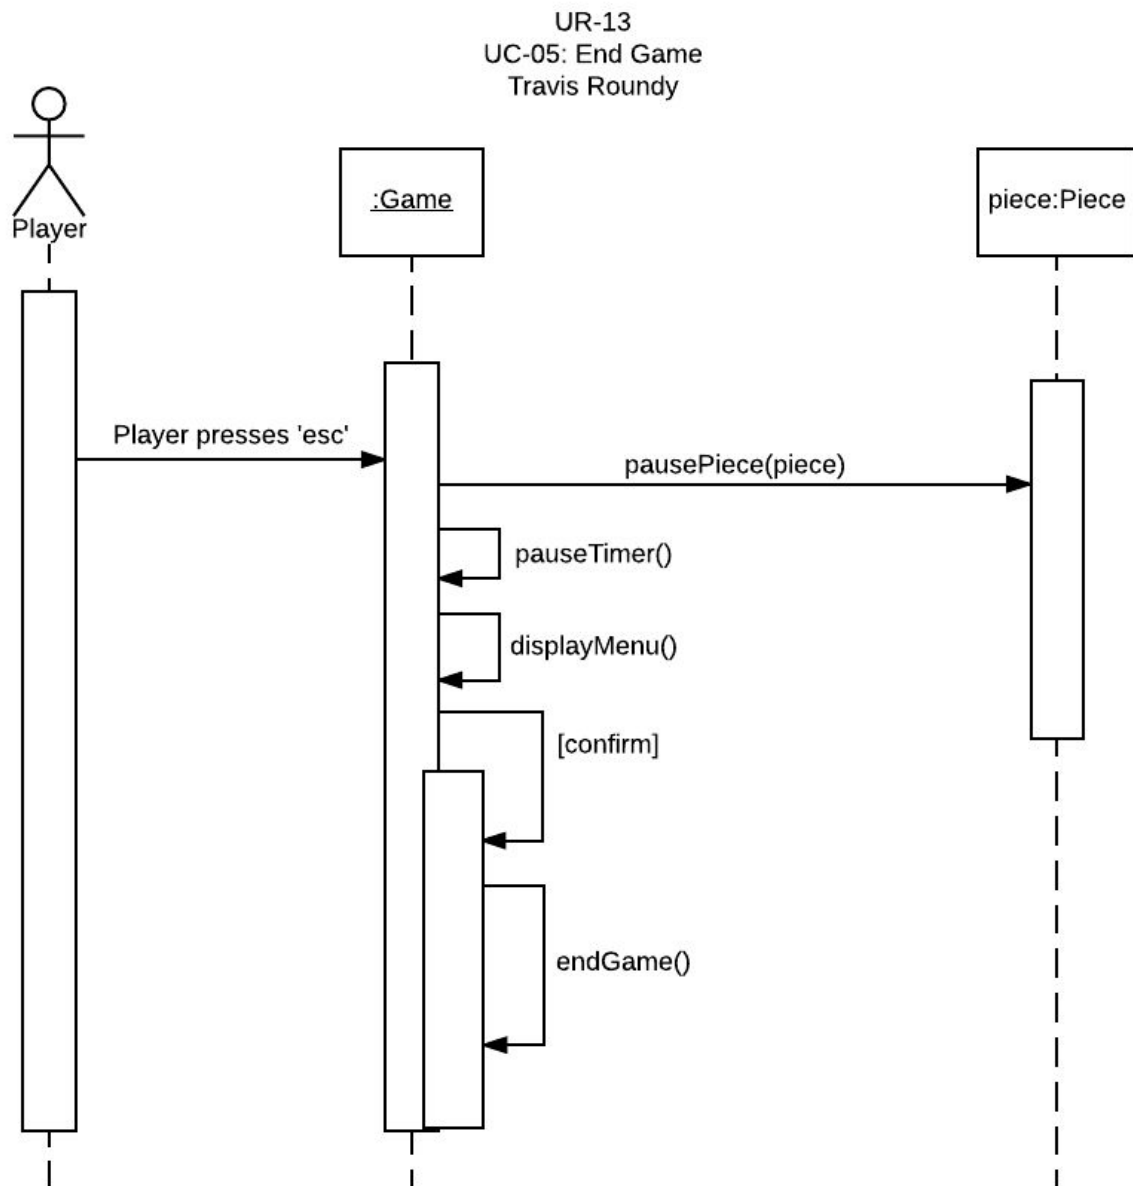 UR-13
UC-05: End Game
Travis Roundy
Player
:Game
piece:Piece
Player presses 'esc'
pausePiece(piece)
pauseTimer()
displayMenu()
[confirm]
endGame()